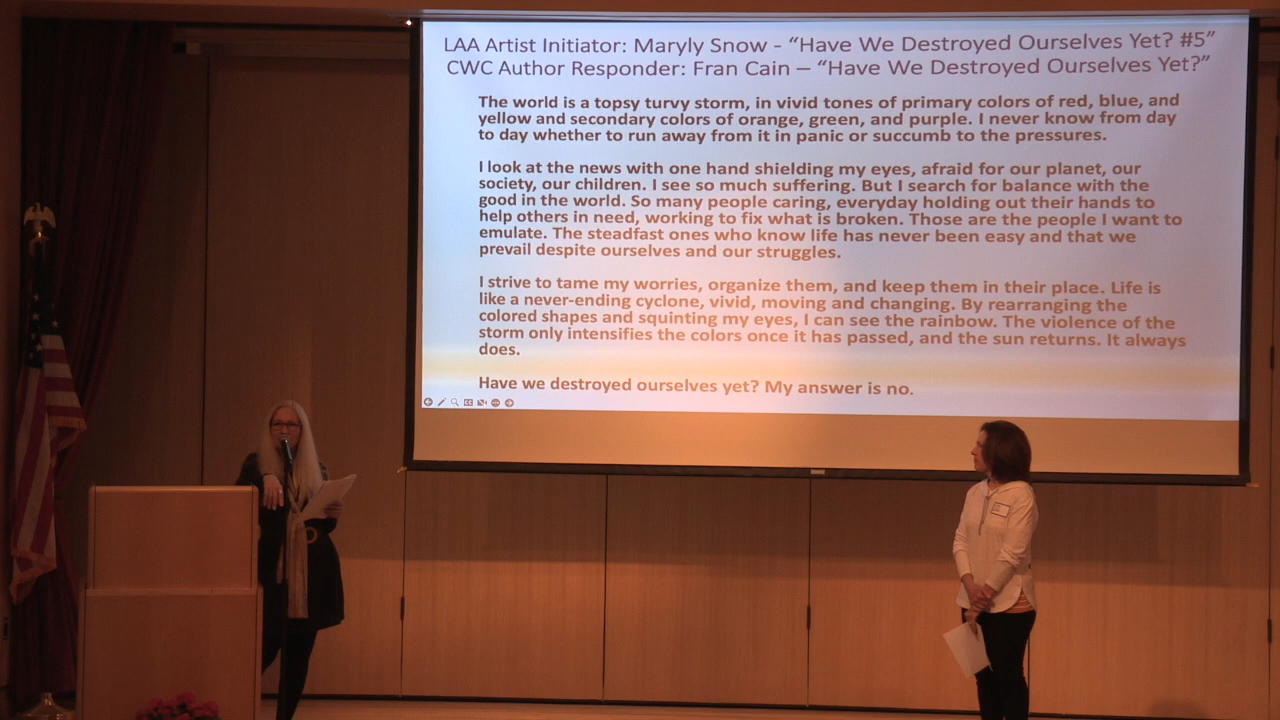 LAA Artist Initiator: Maryly Snow - “Have We Destroyed Ourselves Yet? #5”
CWC Author Responder: Fran Cain – “Have We Destroyed Ourselves Yet?”
The world is a topsy turvy storm, in vivid tones of primary colors of red, blue, and
yellow and secondary colors of orange, green, and purple. I never know from day
to day whether to run away from it in panic or succumb to the pressures.
I look at the news with one hand shielding my eyes, afraid for our planet, our
society, our children. I see so much suffering. But I search for balance with the
good in the world. So many people caring, everyday holding out their hands to
help others in need, working to fix what is broken. Those are the people I want to
emulate. The steadfast ones who know life has never been easy and that we
prevail despite ourselves and our struggles.
I strive to tame my worries, organize them, and keep them in their place. Life is
like a never-ending cyclone, vivid, moving and changing. By rearranging the
colored shapes and squinting my eyes, I can see the rainbow. The violence of the
storm only intensifies the colors once it has passed, and the sun returns. It always
does.
Have we destroyed ourselves yet? My answer is no.